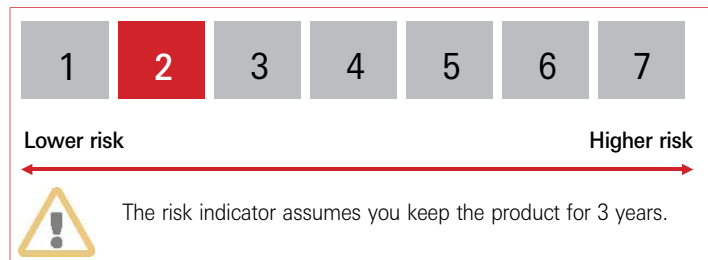 1 2 3 4 5 6 7
Lower risk Higher risk
The risk indicator assumes you keep the product for 3 years.